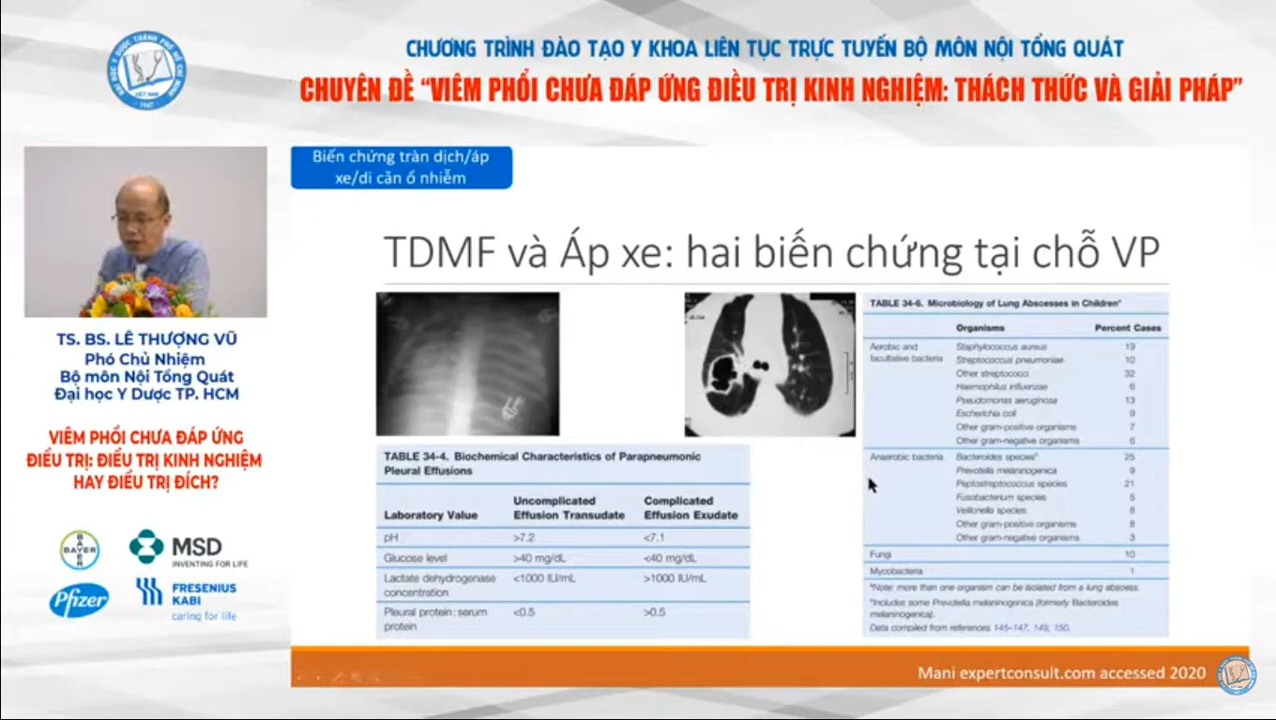 CHƯƠNG TRÌNH ĐÀO TẠO Y KHOA LIÊN TỤC TRỰC TUYẾN BỘ MÔN NỘI TỔNG QUÁT
CHUYÊN ĐỀ “VIÊM PHỔI CHƯA ĐÁP ỨNG ĐIỀU TRỊ KINH NGHIỆM: THÁCH THỨC VÀ GIẢI PHÁP”
Biến chứng tràn dịch/áp
xe/di căn ổ nhiễm
TS. BS. LÊ THƯỢNG VŨ
Phó Chủ Nhiệm
Bộ môn Nội Tổng Quát
Đại học Y Dược TP. HCM
VIÊM PHỔI CHƯA ĐÁP ỨNG
ĐIỀU TRỊ: ĐIỀU TRỊ KINH NGHIỆM
HAY ĐIỀU TRỊ ĐÍCH?
BAYER
MSD
INVENTING FOR LIFE
Pfizer
FRESENIUS
KABI
caring for life
TDMF và Áp xe: hai biến chứng tại chỗ VP
TABLE 34-4. Biochemical Characteristics of Parapneumonic
Pleural Effusions
Laboratory Value Uncomplicated Effusion Transudate Complicated Effusion Exudate
pH >7.2 <7.1
Glucose level >40 mg/dL <40 mg/dL
Lactate dehydrogenase concentration <1000 IU/mL >1000 IU/mL
Pleural protein: serum protein <0.5 >0.5
TABLE 34-6. Microbiology of Lung Abscesses in Children*
Organisms Percent Cases
Aerobic and facultative bacteria
Staphylococcus aureus 19
Streptococcus pneumoniae 10
Other streptococci 32
Haemophilus influenzae 6
Pseudomonas aeruginosa 13
Escherichia coli 9
Other gram-positive organisms 7
Other gram-negative organisms 6
Anaerobic bacteria
Bacteroides species 25
Prevotella melaninogenica 9
Peptostreptococcus species 21
Fusobacterium species 5
Veillonella species 8
Other gram-positive organisms 8
Other gram-negative organisms 3
Fungi 10
Mycobacteria 1
Note: more than one organism can be isolated from a lung abscess.
Includes some Prevotella melaninogenica (formerly Bacteroides
melaninogenica).
Data compiled from references 145–147, 149, 150.
Mani expertconsult.com accessed 2020